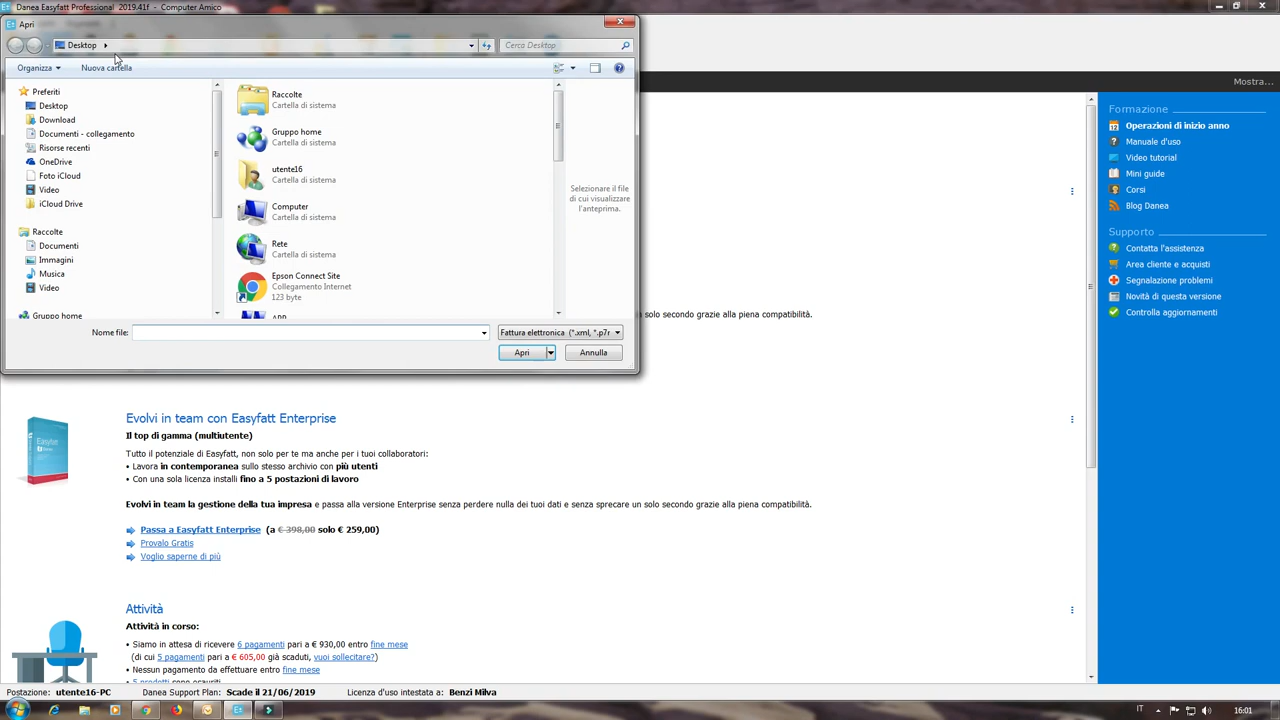 Danea Easyfatt Professional 2019.41f - Computer Amico
Apri
Desktop
Cerca Desktop
Organizza
Nuova cartella
Mostra...
Preferiti
Desktop
Download
Documenti - collegamento
Risorse recenti
OneDrive
Foto iCloud
Video
iCloud Drive
Raccolte
Documenti
Immagini
Musica
Video
Gruppo home
Raccolte
Cartella di sistema
Gruppo home
Cartella di sistema
utente16
Cartella di sistema
Computer
Cartella di sistema
Rete
Cartella di sistema
Epson Connect Site
Collegamento Internet
123 byte
APP
Selezionare il file
di cui visualizzare
l'anteprima.
Nome file:
Fattura elettronica (*.xml, *.p7r
Apri
Annulla
Formazione
Operazioni di inizio anno
Manuale d'uso
Video tutorial
Mini guide
Corsi
Blog Danea
Supporto
Contatta l'assistenza
Area cliente e acquisti
Segnalazione problemi
Novità di questa versione
Controlla aggiornamenti
solo secondo grazie alla piena compatibilità.
Evolvi in team con Easyfatt Enterprise
Il top di gamma (multiutente)
Tutto il potenziale di Easyfatt, non solo per te ma anche per i tuoi collaboratori:
• Lavora in contemporanea sullo stesso archivio con più utenti
• Con una sola licenza installi fino a 5 postazioni di lavoro
Evolvi in team la gestione della tua impresa e passa alla versione Enterprise senza perdere nulla dei tuoi dati e senza sprecare un solo secondo grazie alla piena compatibilità.
Passa a Easyfatt Enterprise (a € 398,00 solo € 259,00)
Provalo Gratis
Voglio saperne di più
Attività
Attività in corso:
• Siamo in attesa di ricevere 6 pagamenti pari a € 930,00 entro fine mese
(di cui 5 pagamenti pari a € 605,00 già scaduti, vuoi sollecitare?)
• Nessun pagamento da effettuare entro fine mese
• 5 prodotti sono esauriti
Postazione: utente16-PC
Danea Support Plan: Scade il 21/06/2019
Licenza d'uso intestata a: Benzi Milva
IT
16:01